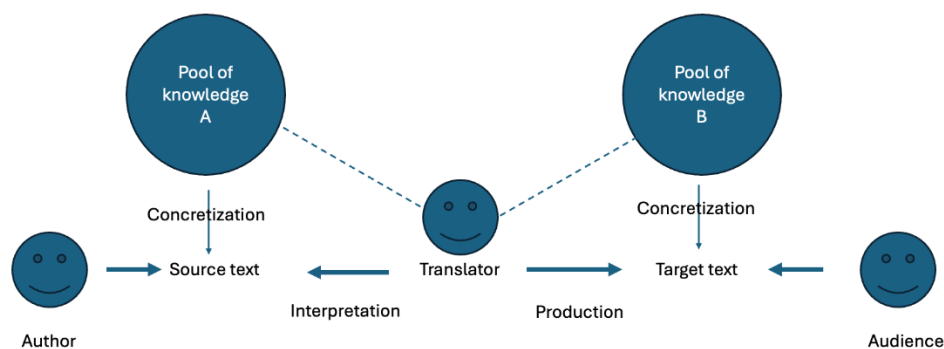 Pool of
knowledge
A
Pool of
knowledge
B
Concretization
Concretization
Source text
Translator
Target text
Interpretation
Production
Author
Audience